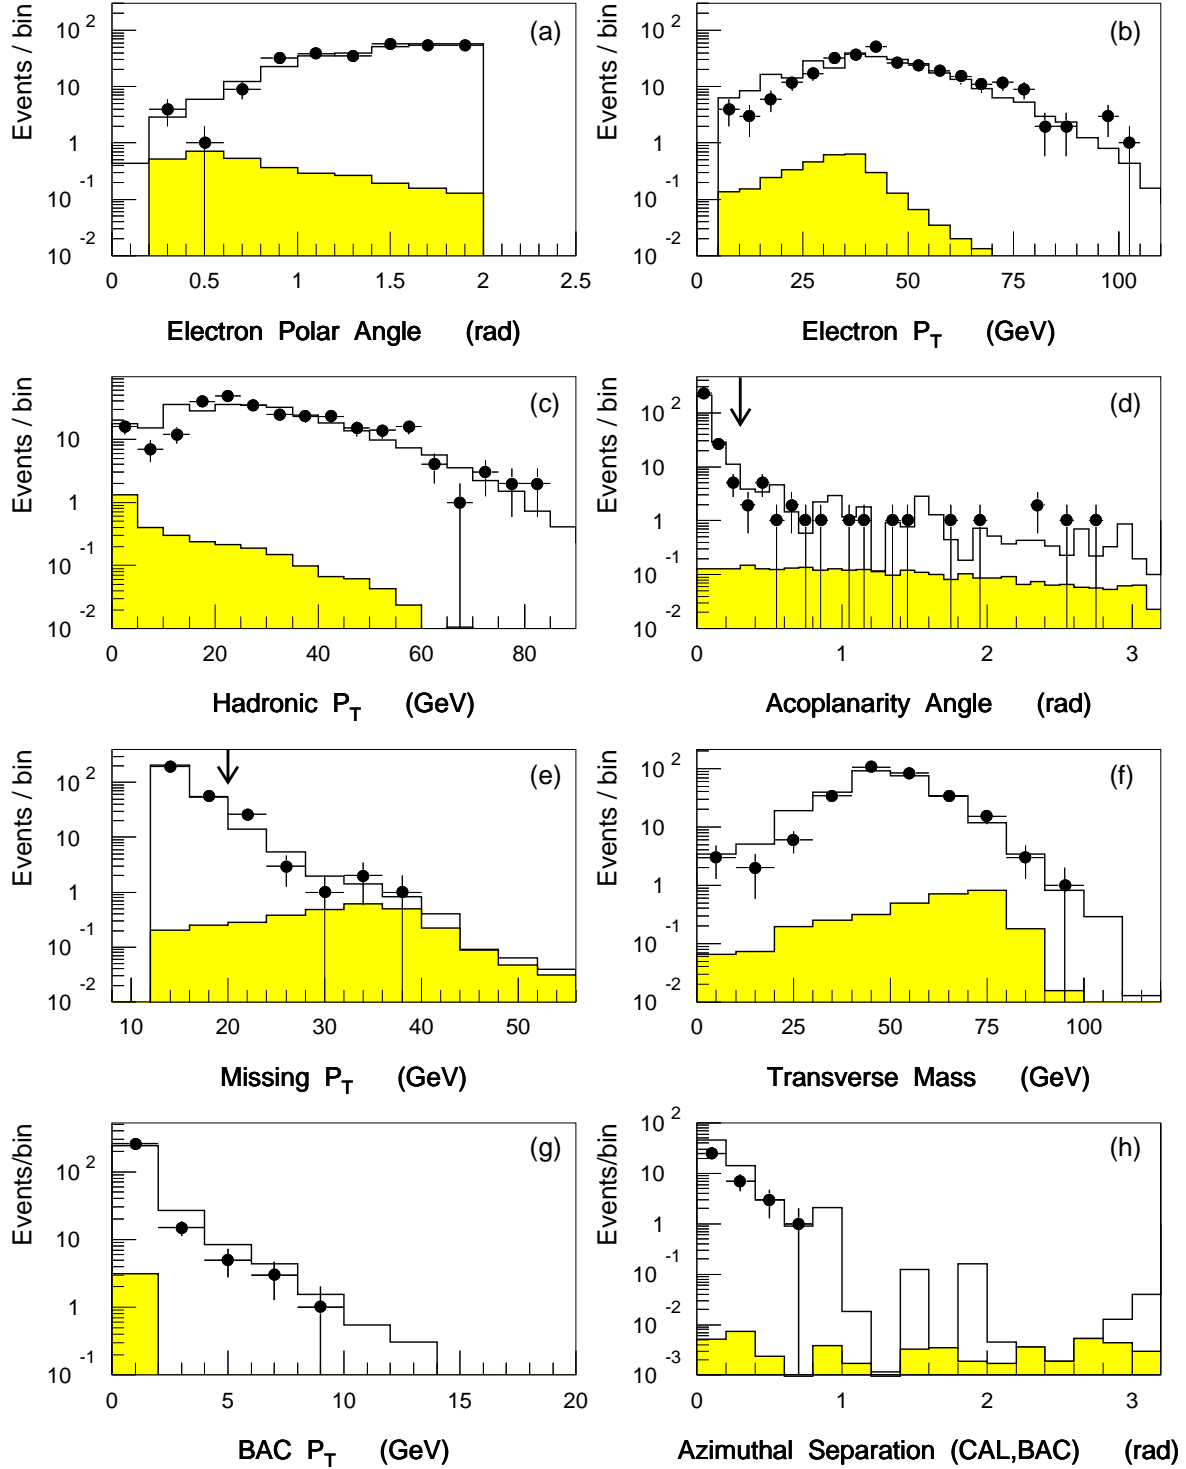 (a)
Events / bin
10 2
10
1
10 -1
10 -2
0 0.5 1 1.5 2 2.5
Electron Polar Angle (rad)
(b)
Events / bin
10 2
10
1
10 -1
10 -2
0 25 50 75 100
Electron P_T (GeV)
(c)
Events / bin
10
1
10 -1
10 -2
0 20 40 60 80
Hadronic P_T (GeV)
(d)
Events / bin
10 2
10
1
10 -1
10 -2
0 1 2 3
Acoplanarity Angle (rad)
(e)
Events / bin
10 2
10
1
10 -1
10 -2
10 20 30 40 50
Missing P_T (GeV)
(f)
Events / bin
10 2
10
1
10 -1
10 -2
0 25 50 75 100
Transverse Mass (GeV)
(g)
Events/bin
10 2
10
1
10 -1
0 5 10 15 20
BAC P_T (GeV)
(h)
Events/bin
10 2
10
1
10 -1
10 -2
10 -3
0 1 2 3
Azimuthal Separation (CAL,BAC) (rad)